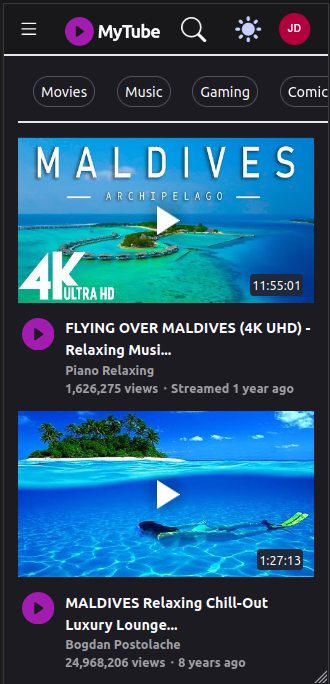 MyTube
JD
Movies
Music
Gaming
Comic
MALDIVES
ARCHIPELAGO
4K ULTRA HD
11:55:01
FLYING OVER MALDIVES (4K UHD) -
Relaxing Musi...
Piano Relaxing
1,626,275 views · Streamed 1 year ago
1:27:13
MALDIVES Relaxing Chill-Out
Luxury Lounge...
Bogdan Postolache
24,968,206 views · 8 years ago